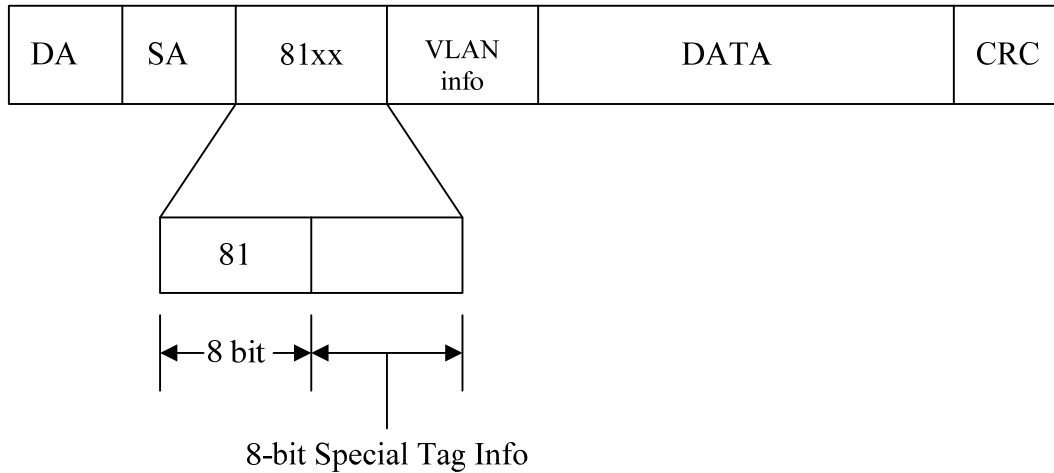 DA SA 81xx VLAN info DATA CRC
81
8 bit
8-bit Special Tag Info